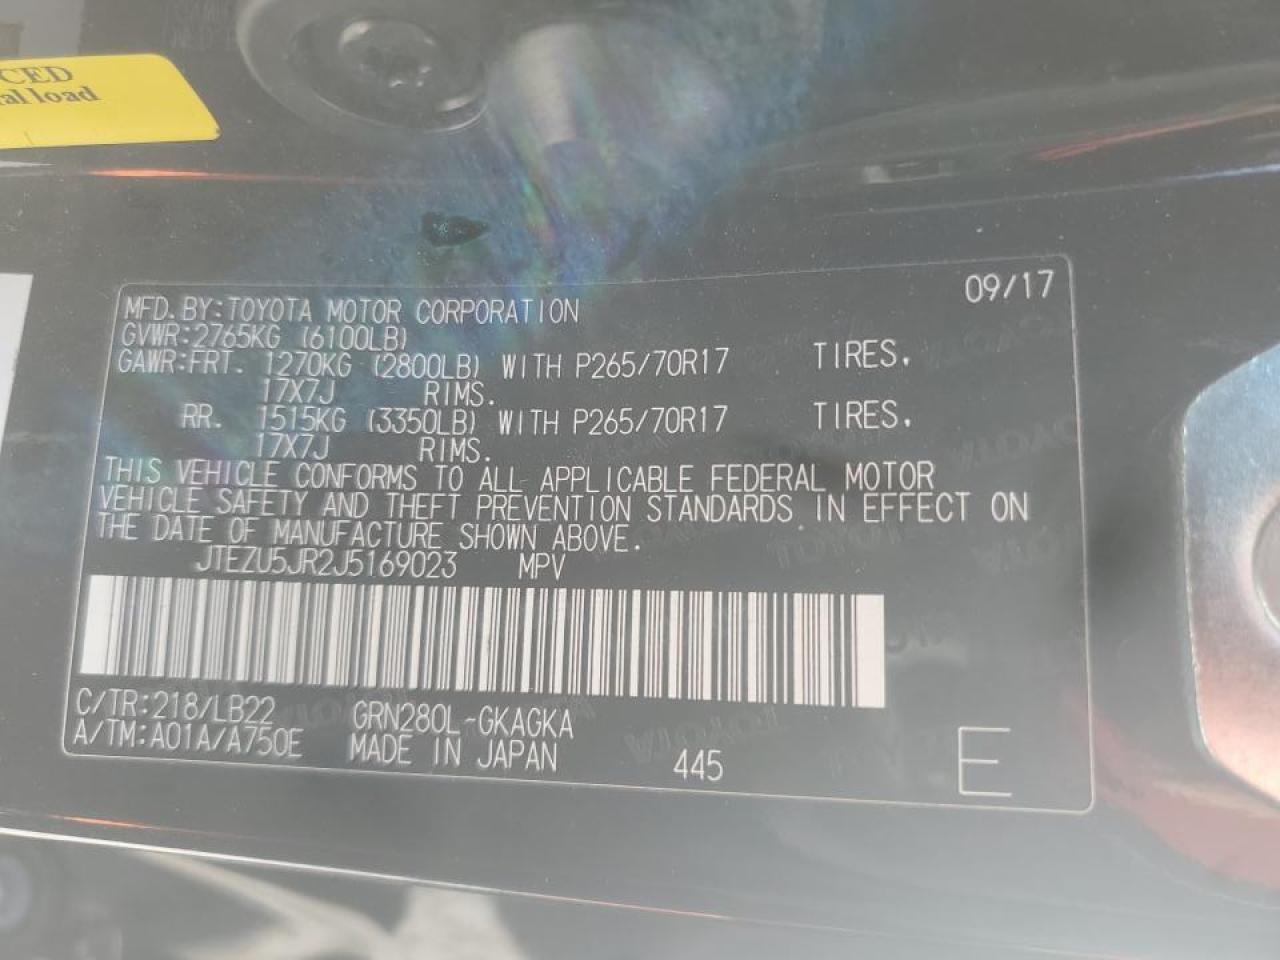 CED
al load
09/17
MFD. BY: TOYOTA MOTOR CORPORATION
GVWR: 2765KG (6100LB)
GAWR: FRT. 1270KG (2800LB) WITH P265/70R17 TIRES,
17X7J RIMS.
RR. 1515KG (3350LB) WITH P265/70R17 TIRES,
17X7J RIMS.
THIS VEHICLE CONFORMS TO ALL APPLICABLE FEDERAL MOTOR
VEHICLE SAFETY AND THEFT PREVENTION STANDARDS IN EFFECT ON
THE DATE OF MANUFACTURE SHOWN ABOVE.
JTEZU5JR2J5169023 MPV
C/TR: 218/LB22 GRN280L-GKAGKA
A/TM: A01A/A750E MADE IN JAPAN 445 E